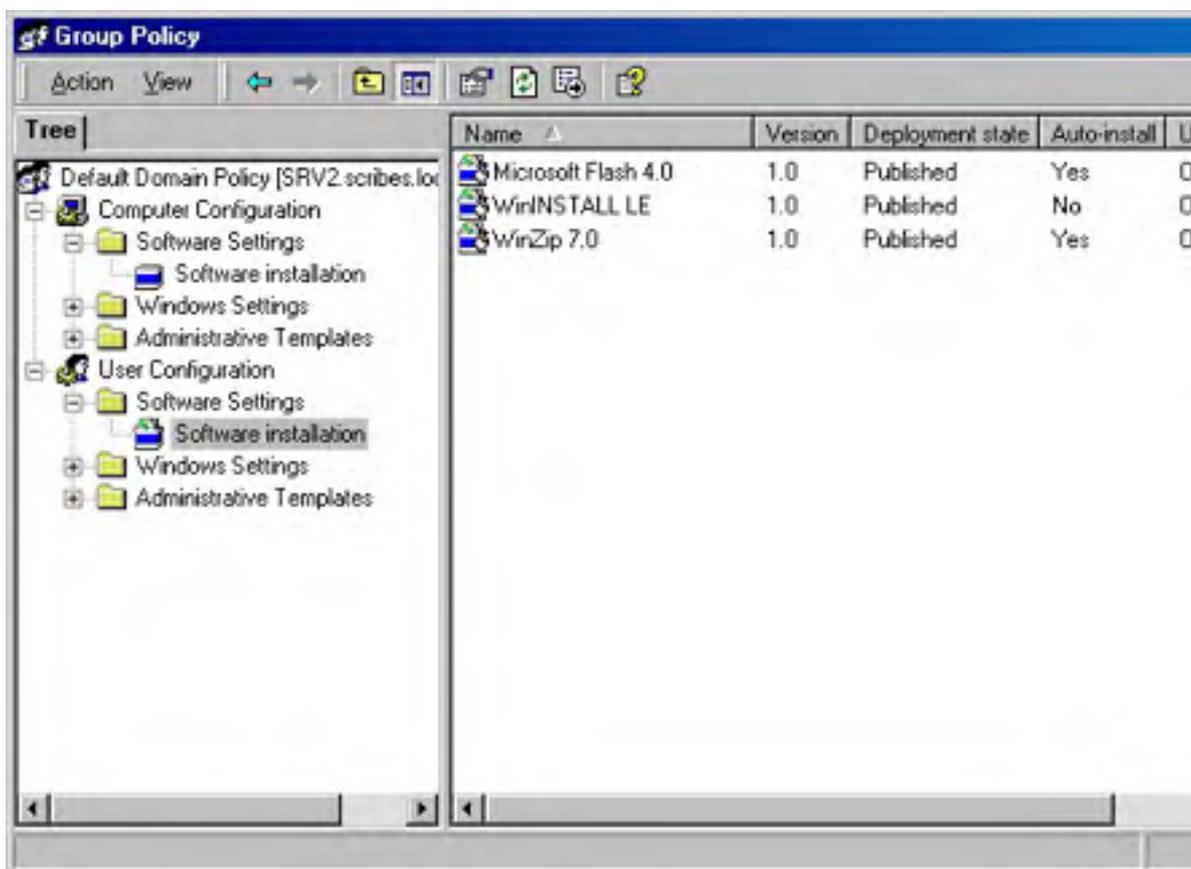 Group Policy
Action View
Tree
Name Version Deployment state Auto-install U
Default Domain Policy [SRV2.scribes.loc
Computer Configuration
Software Settings
Software installation
Windows Settings
Administrative Templates
User Configuration
Software Settings
Software installation
Windows Settings
Administrative Templates
Microsoft Flash 4.0 1.0 Published Yes O
WinINSTALL LE 1.0 Published No O
WinZip 7.0 1.0 Published Yes O